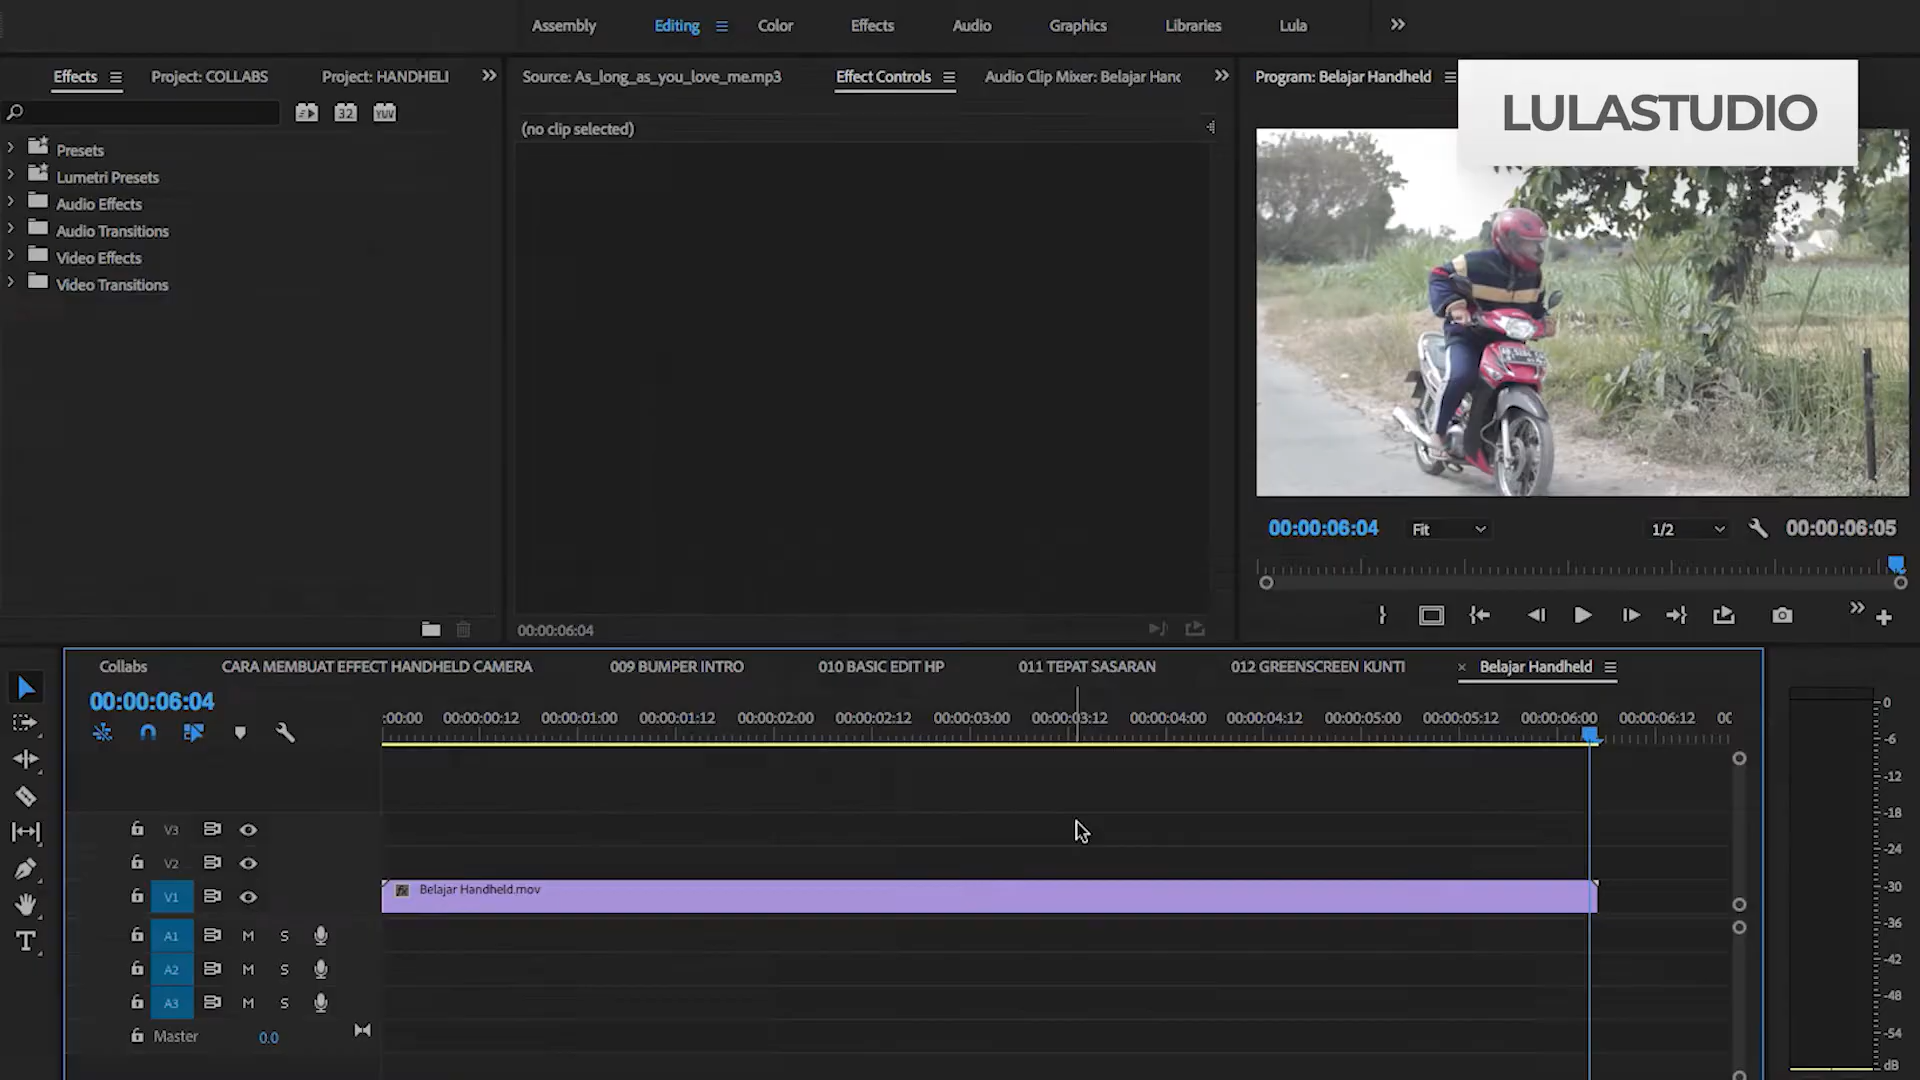 Assembly Editing Color Effects Audio Graphics Libraries Lula
Effects Project: COLLABS Project: HANDHELI
Source: As_long_as_you_love_me.mp3 Effect Controls Audio Clip Mixer: Belajar Hanc
Program: Belajar Handheld
LULASTUDIO
32 YUV
(no clip selected)
Presets
Lumetri Presets
Audio Effects
Audio Transitions
Video Effects
Video Transitions
00:00:06:04 Fit 1/2 00:00:06:05
00:00:06:04
Collabs CARA MEMBUAT EFFECT HANDHELD CAMERA 009 BUMPER INTRO 010 BASIC EDIT HP 011 TEPAT SASARAN 012 GREENSCREEN KUNTI × Belajar Handheld
00:00:06:04
:00:00 00:00:00:12 00:00:01:00 00:00:01:12 00:00:02:00 00:00:02:12 00:00:03:00 00:00:03:12 00:00:04:00 00:00:04:12 00:00:05:00 00:00:05:12 00:00:06:00 00:00:06:12 00
V3
V2
V1 fx Belajar Handheld.mov
A1 M S
A2 M S
A3 M S
Master 0.0
0
-6
-12
-18
-24
-30
-36
-42
-48
-54
dB
T